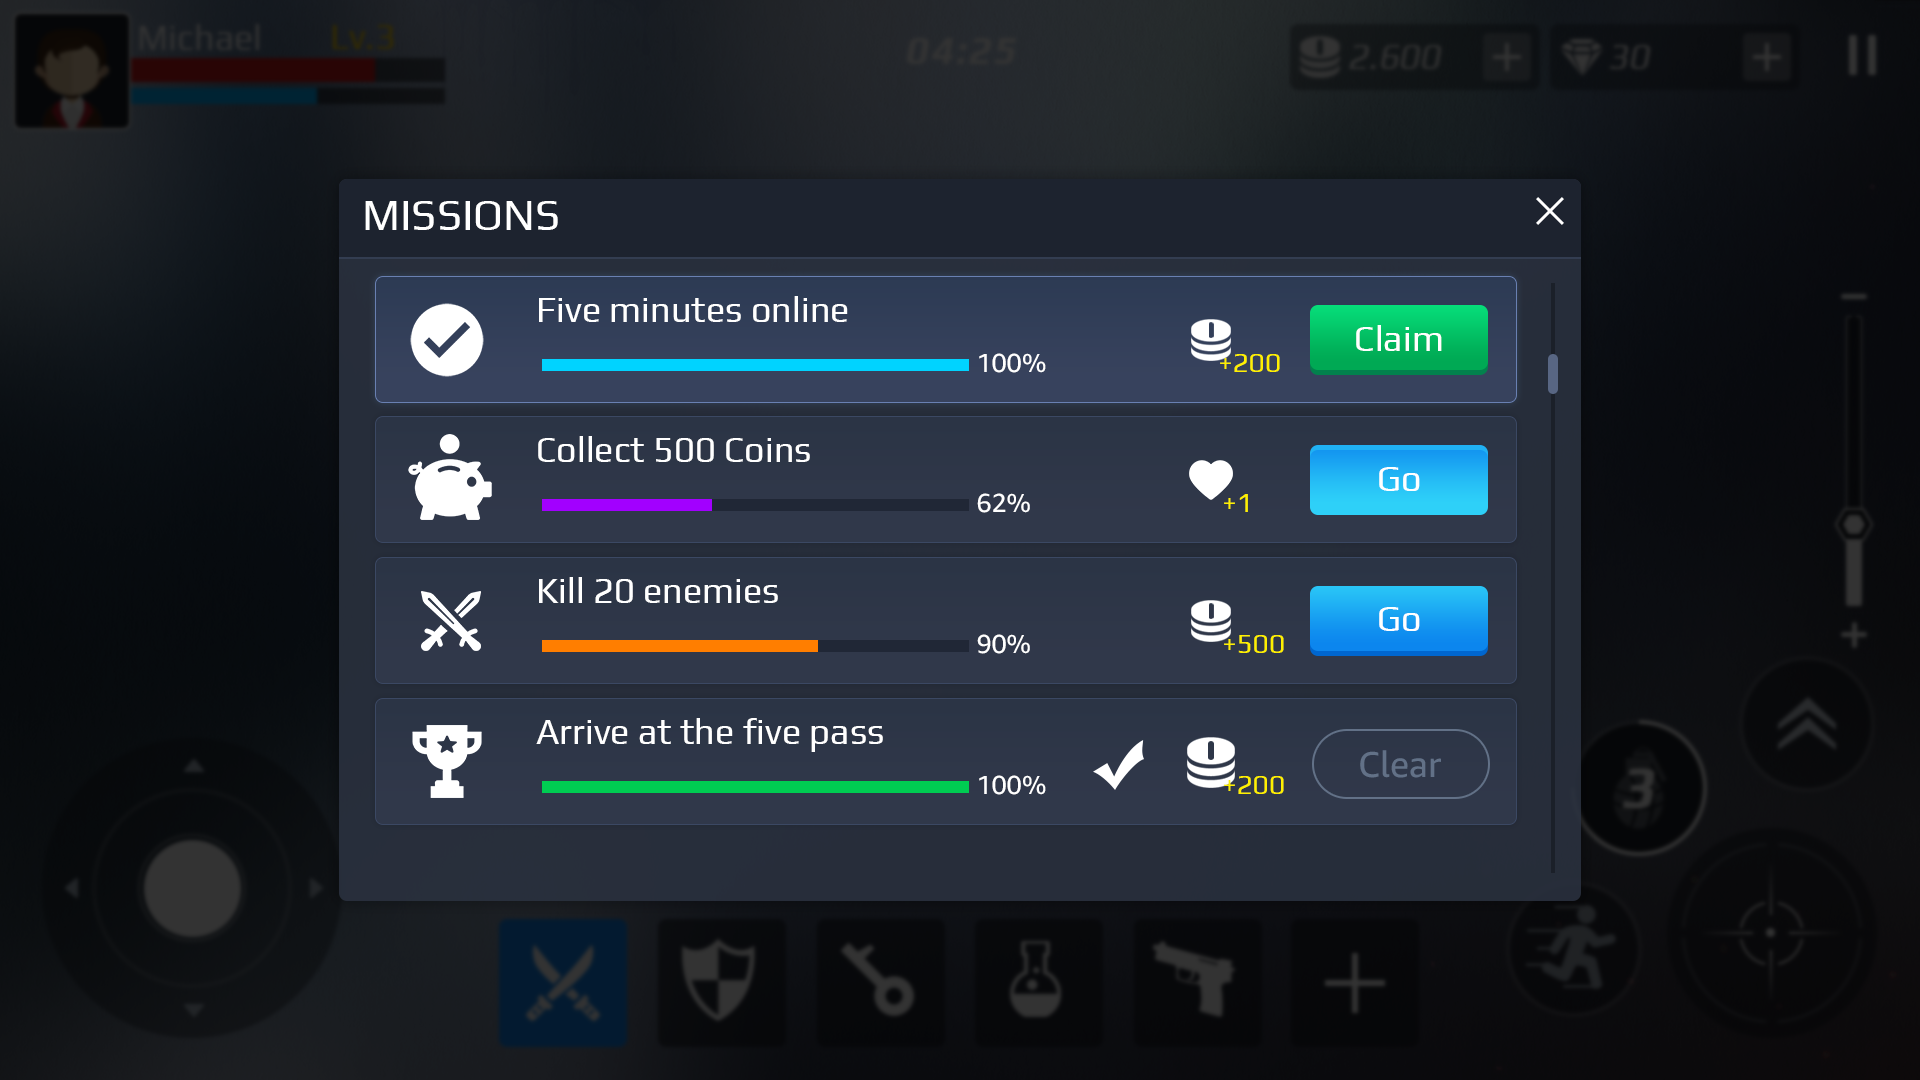 Michael Lv.3
04:25
2.600
30
MISSIONS
Five minutes online
100%
+200
Claim
Collect 500 Coins
62%
+1
Go
Kill 20 enemies
90%
+500
Go
Arrive at the five pass
100%
+200
Clear
3